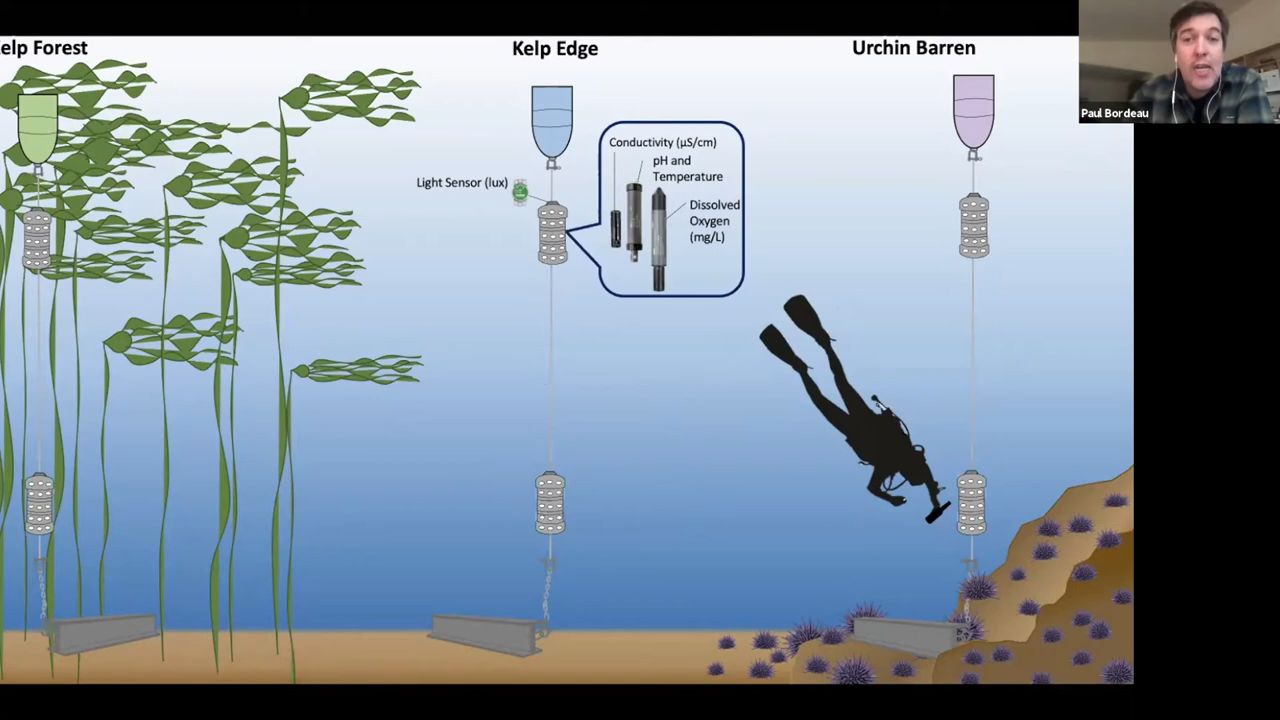 elp Forest
Kelp Edge
Urchin Barren
Paul Bordeau
Conductivity (µS/cm)
pH and
Temperature
Light Sensor (lux)
Dissolved
Oxygen
(mg/L)